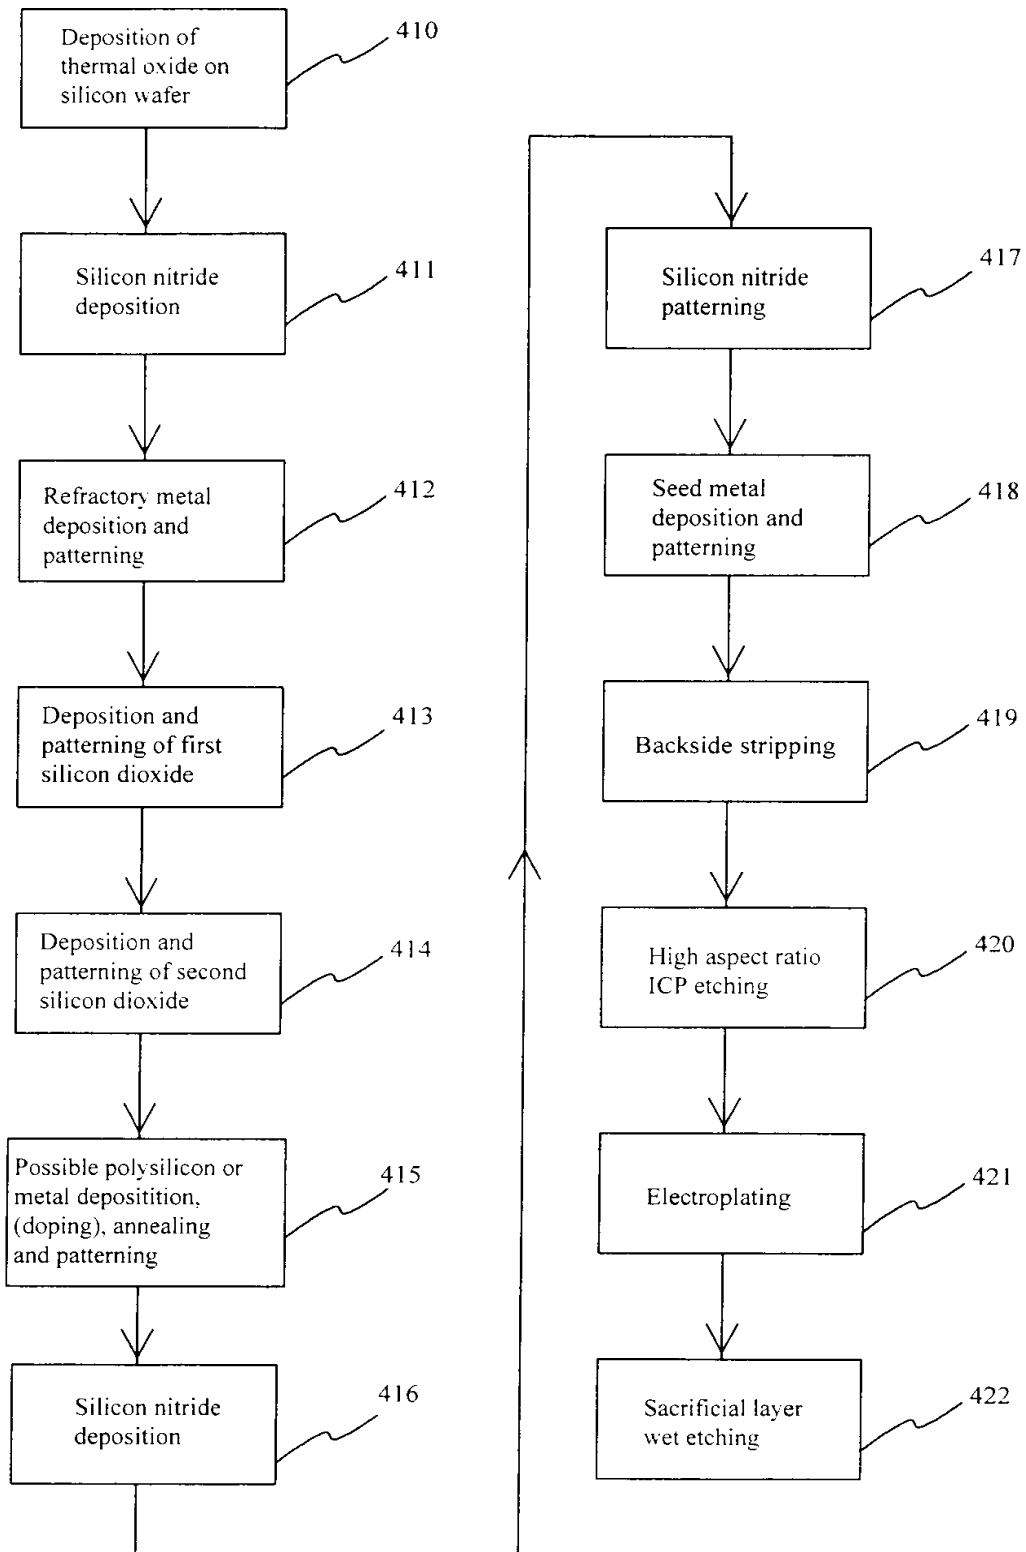 Deposition of
thermal oxide on
silicon wafer
410
Silicon nitride
deposition
411
Refractory metal
deposition and
patterning
412
Deposition and
patterning of first
silicon dioxide
413
Deposition and
patterning of second
silicon dioxide
414
Possible polysilicon or
metal depositition,
(doping), annealing
and patterning
415
Silicon nitride
deposition
416
Silicon nitride
patterning
417
Seed metal
deposition and
patterning
418
Backside stripping
419
High aspect ratio
ICP etching
420
Electroplating
421
Sacrificial layer
wet etching
422